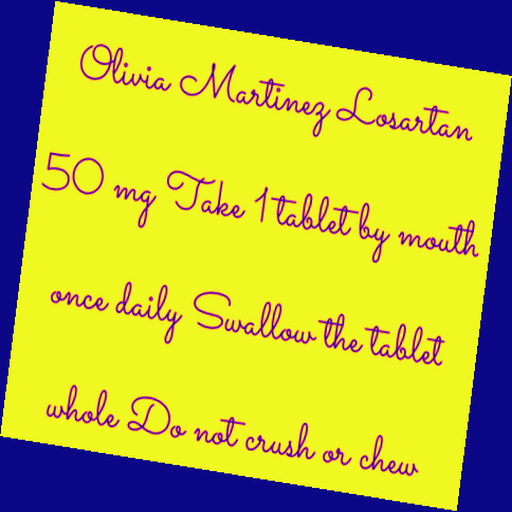 Olivia Martinez Losartan
50 mg Take 1 tablet by mouth
once daily Swallow the tablet
whole Do not crush or chew